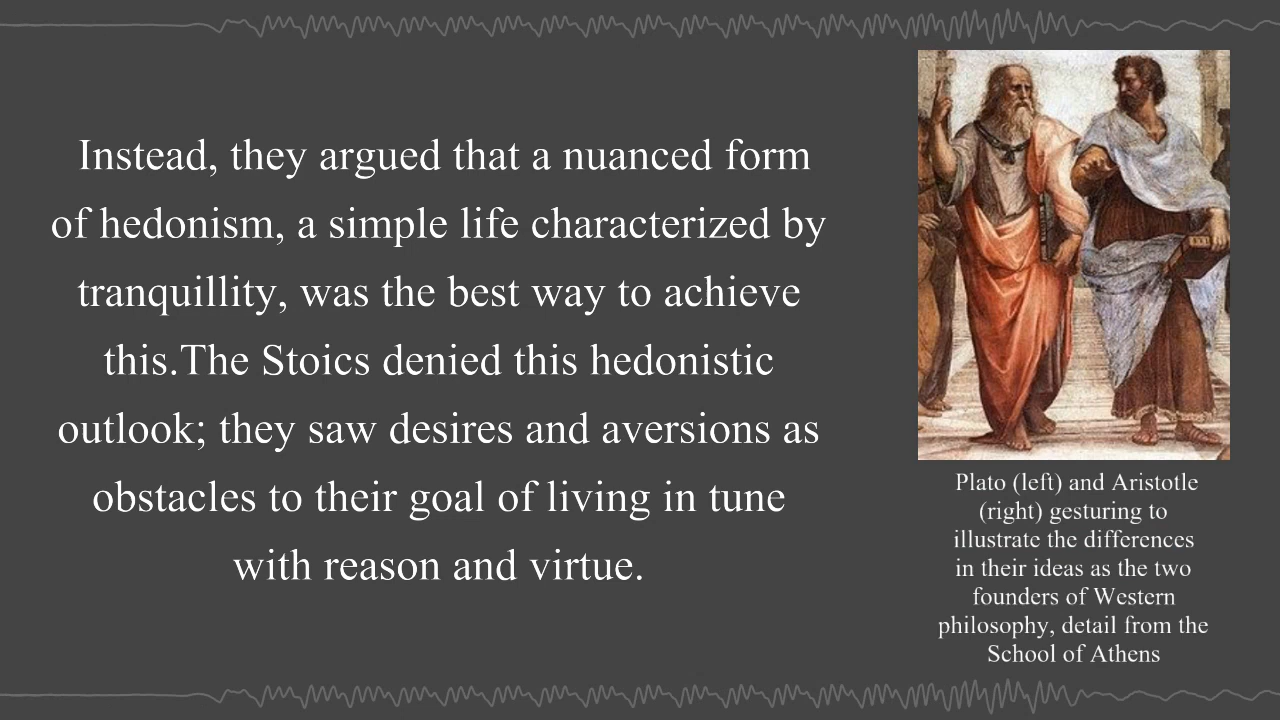 Instead, they argued that a nuanced form
of hedonism, a simple life characterized by
tranquillity, was the best way to achieve
this.The Stoics denied this hedonistic
outlook; they saw desires and aversions as
obstacles to their goal of living in tune
with reason and virtue.
Plato (left) and Aristotle
(right) gesturing to
illustrate the differences
in their ideas as the two
founders of Western
philosophy, detail from the
School of Athens